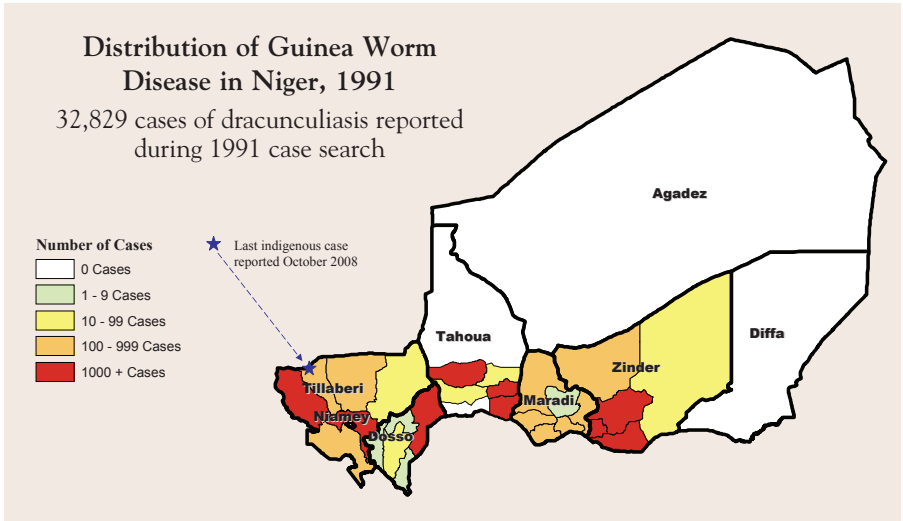 Distribution of Guinea Worm
Disease in Niger, 1991
32,829 cases of dracunculiasis reported
during 1991 case search
Agadez
Number of Cases
0 Cases
1 - 9 Cases
10 - 99 Cases
100 - 999 Cases
1000 + Cases
Last indigenous case
reported October 2008
Diffa
Tahoua
Zinder
Tillaberi
Maradi
Niamey
Dosso